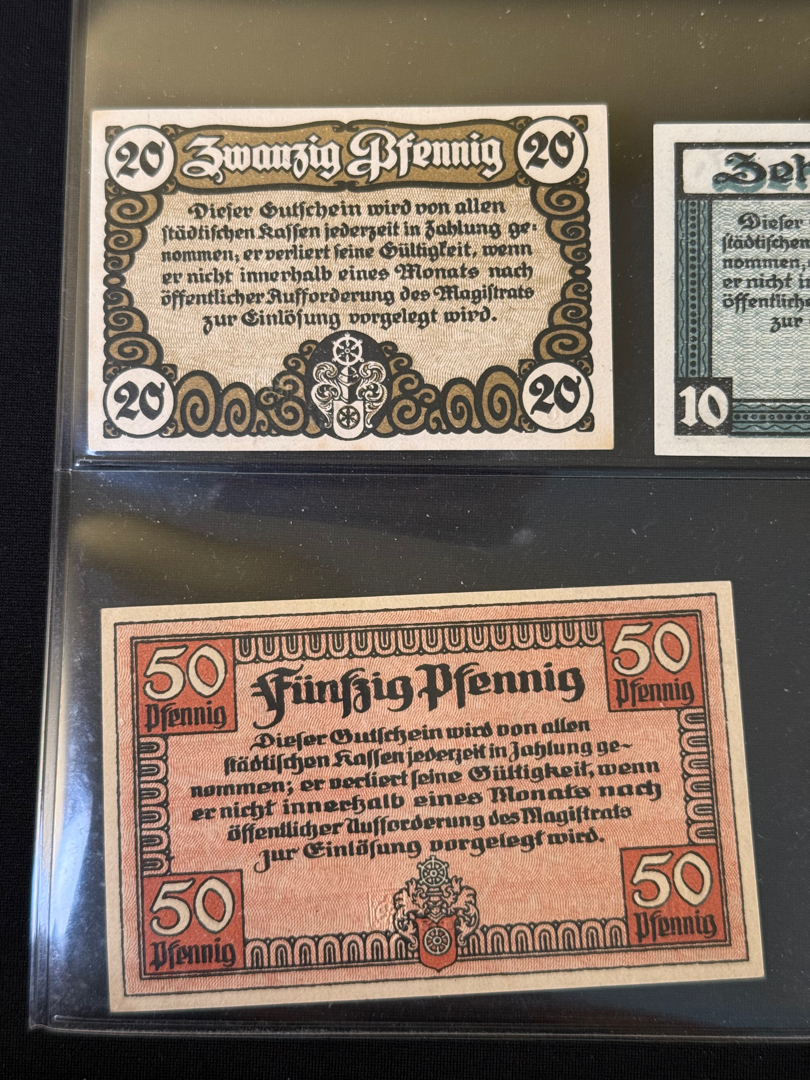 20 Zwanzig Pfennig 20
Dieser Gutschein wird von allen
städtischen Kassen jederzeit in Zahlung ge-
nommen; er verliert seine Gültigkeit, wenn
er nicht innerhalb eines Monats nach
öffentlicher Aufforderung des Magistrats
zur Einlösung vorgelegt wird.
20 20
Dieser
städtischen
nommen,
er nicht
zur
10
50 50
Pfennig Pfennig
Fünfzig Pfennig
Dieser Gutschein wird von allen
städtischen Kassen jederzeit in Zahlung ge-
nommen; er verliert seine Gültigkeit, wenn
er nicht innerhalb eines Monats nach
öffentlicher Aufforderung des Magistrats
zur Einlösung vorgelegt wird.
50 50
Pfennig Pfennig